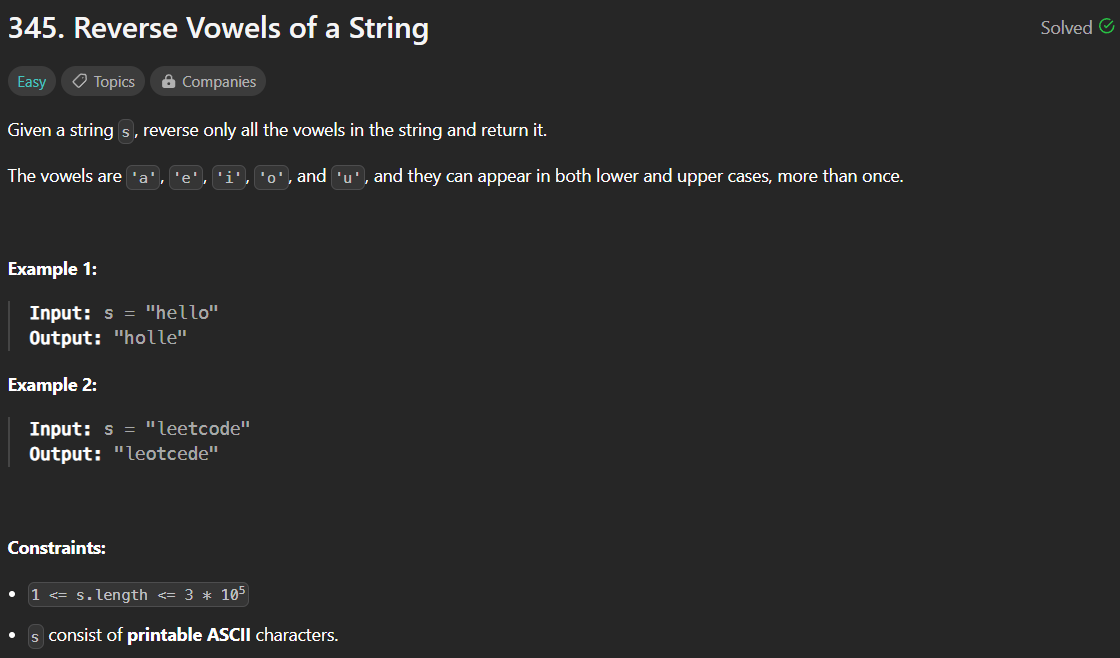 345. Reverse Vowels of a String
Solved
Easy Topics Companies
Given a string s, reverse only all the vowels in the string and return it.
The vowels are 'a', 'e', 'i', 'o', and 'u', and they can appear in both lower and upper cases, more than once.
Example 1:
Input: s = "hello"
Output: "holle"
Example 2:
Input: s = "leetcode"
Output: "leotcede"
Constraints:
• 1 <= s.length <= 3 * 10⁵
• s consist of printable ASCII characters.